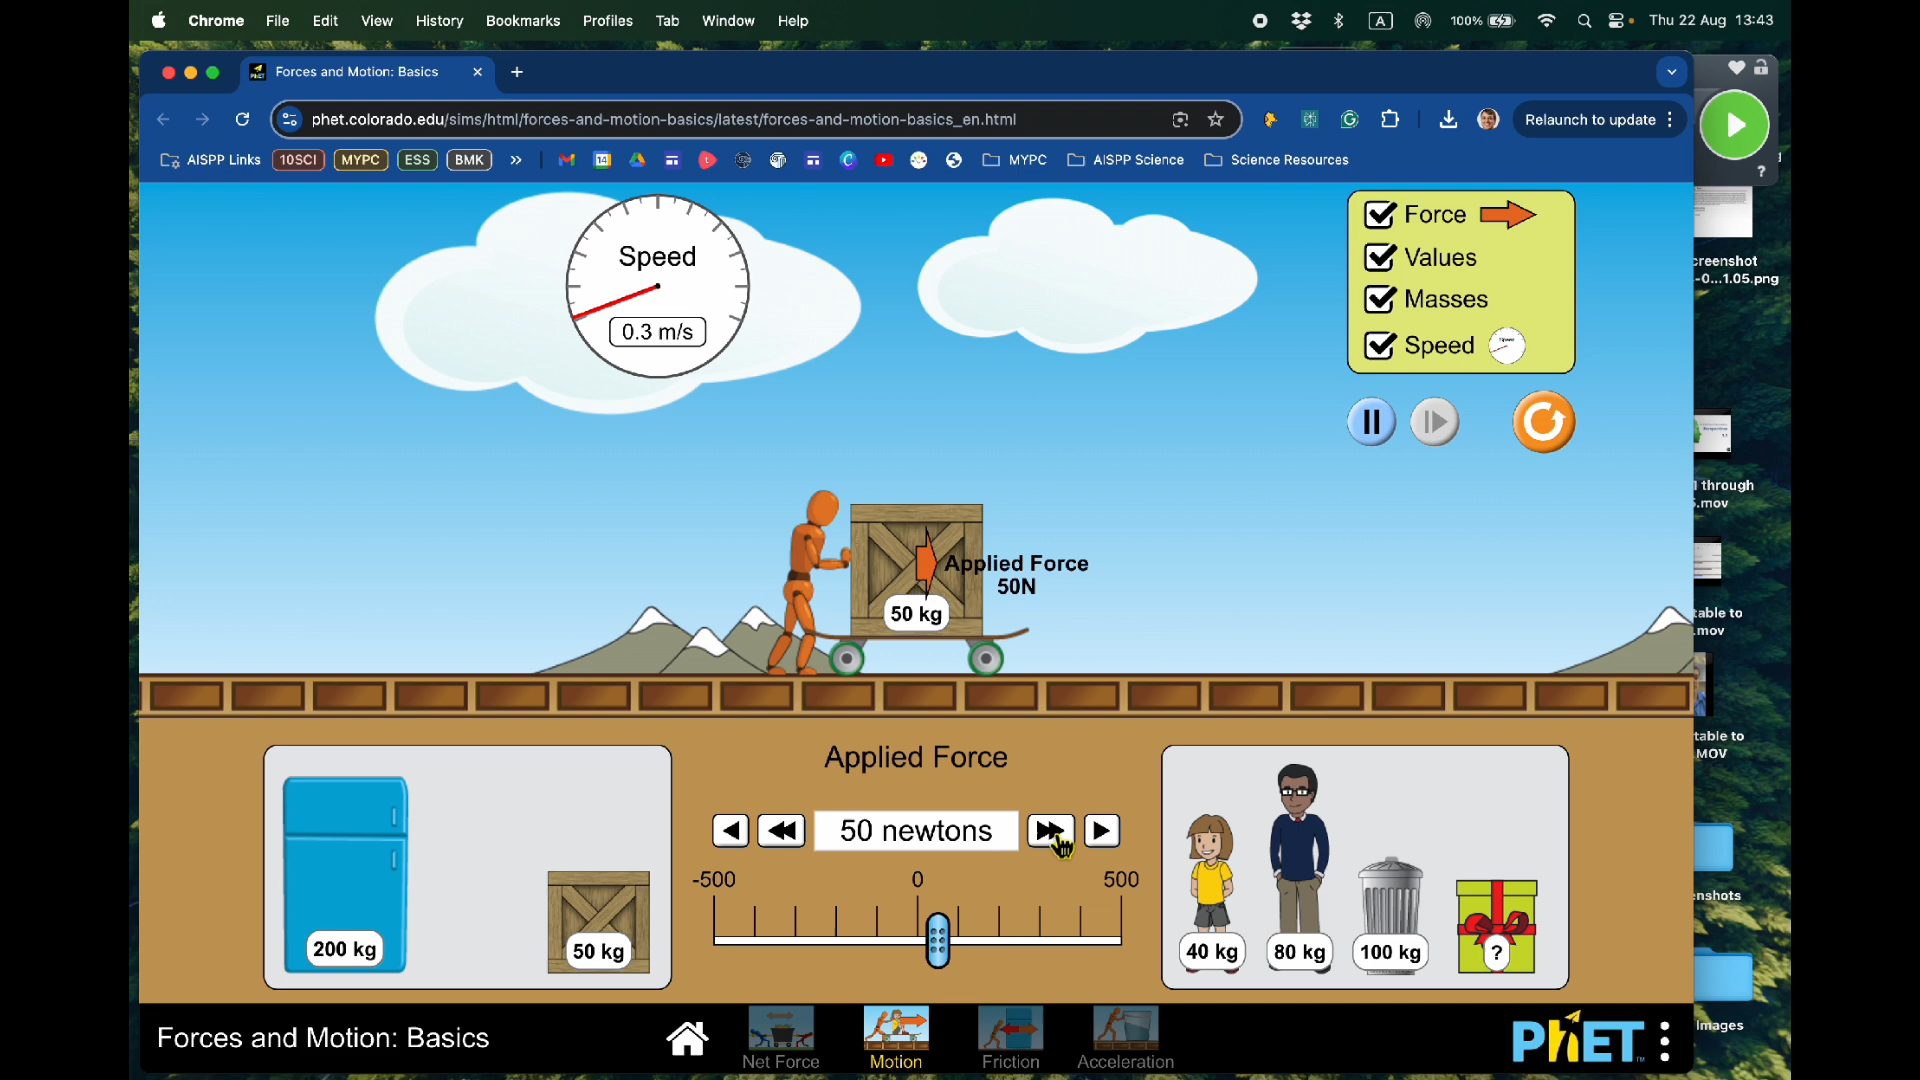 Chrome File Edit View History Bookmarks Profiles Tab Window Help
A 100% Thu 22 Aug 13:43
Forces and Motion: Basics
phet.colorado.edu/sims/html/forces-and-motion-basics/latest/forces-and-motion-basics_en.html
Relaunch to update
AISPP Links 10SCI MYPC ESS BMK » MYPC AISPP Science Science Resources
?
Speed
0.3 m/s
Force
Values
Masses
Speed
creenshot
-0...1.05.png
l through
.mov
Applied Force
50N
50 kg
table to
.mov
table to
.MOV
Applied Force
50 newtons
-500 0 500
200 kg
50 kg
40 kg
80 kg
100 kg
?
enshots
Images
Forces and Motion: Basics
Net Force
Motion
Friction
Acceleration
PhET